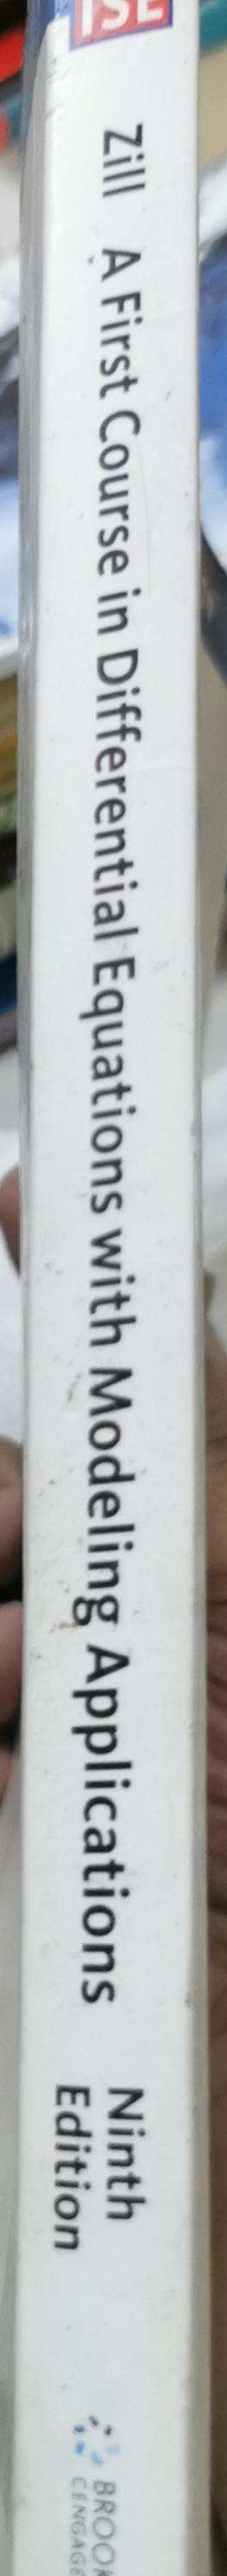 ISE
Zill A First Course in Differential Equations with Modeling Applications
Ninth
Edition
BROOK
CENGAGE